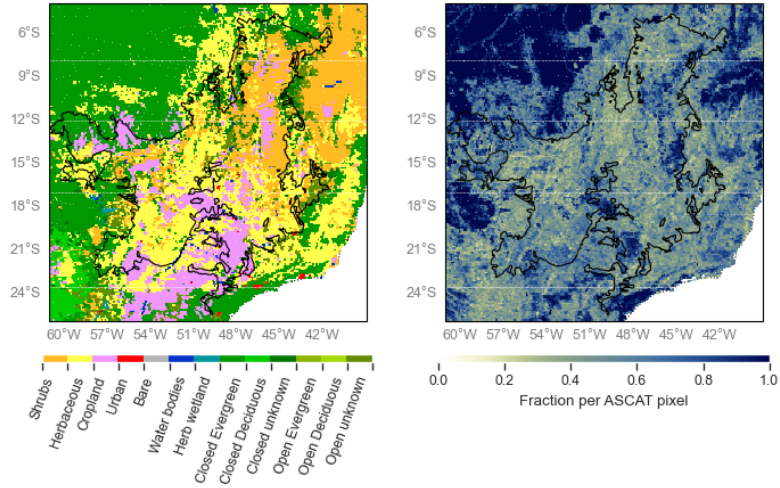 6°S
9°S
12°S
15°S
18°S
21°S
24°S
60°W 57°W 54°W 51°W 48°W 45°W 42°W
Shrubs
Herbaceous
Cropland
Urban
Bare
Water bodies
Herb wetland
Closed Evergreen
Closed Deciduous
Closed unknown
Open Evergreen
Open Deciduous
Open unknown
6°S
9°S
12°S
15°S
18°S
21°S
24°S
60°W 57°W 54°W 51°W 48°W 45°W 42°W
0.0 0.2 0.4 0.6 0.8 1.0
Fraction per ASCAT pixel